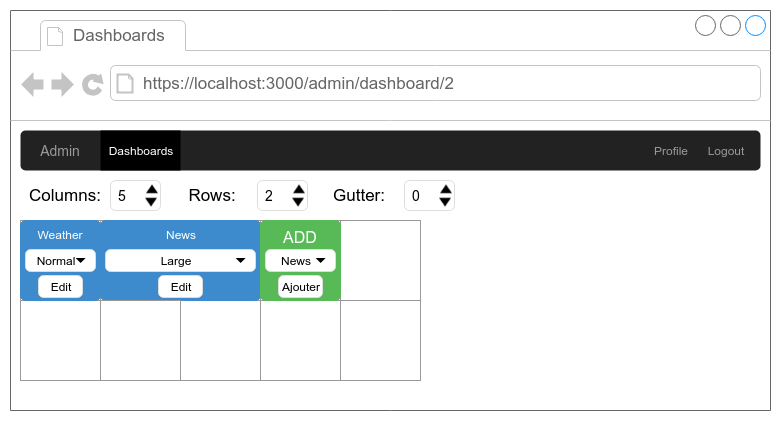 Dashboards
https://localhost:3000/admin/dashboard/2
Admin Dashboards Profile Logout
Columns: 5 Rows: 2 Gutter: 0
Weather News ADD
Normal Large News
Edit Edit Ajouter